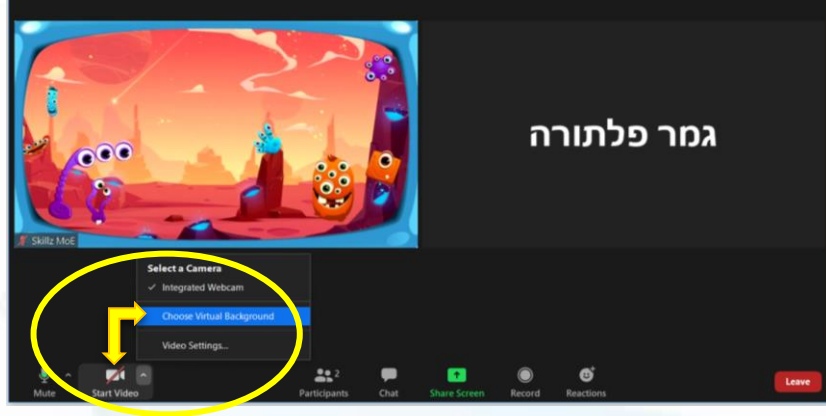 גמר פלתורה
Skillz MoE
Select a Camera
✓ Integrated Webcam
Choose Virtual Background
Video Settings...
2
Mute
Start Video
Participants
Chat
Share Screen
Record
Reactions
Leave